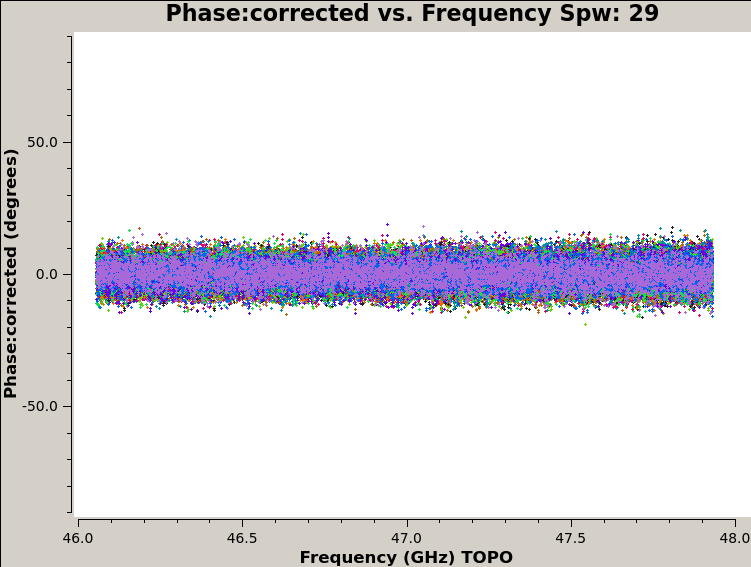 Phase:corrected vs. Frequency Spw: 29
Phase:corrected (degrees)
50.0
0.0
-50.0
46.0 46.5 47.0 47.5 48.0
Frequency (GHz) TOPO